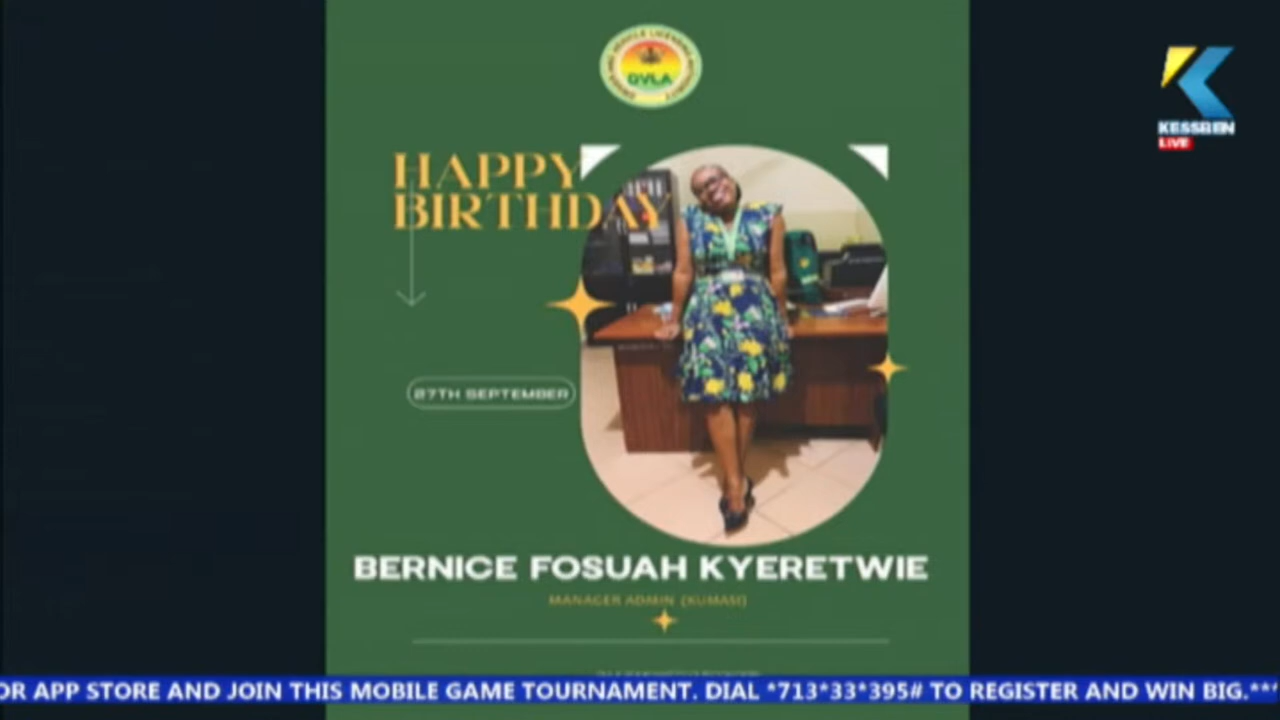 DVLA
KESSBEN
LIVE
HAPPY
BIRTHDAY
27TH SEPTEMBER
BERNICE FOSUAH KYERETWIE
MANAGER ADMIN (KUMASI)
OR APP STORE AND JOIN THIS MOBILE GAME TOURNAMENT. DIAL *713*33*395# TO REGISTER AND WIN BIG.***